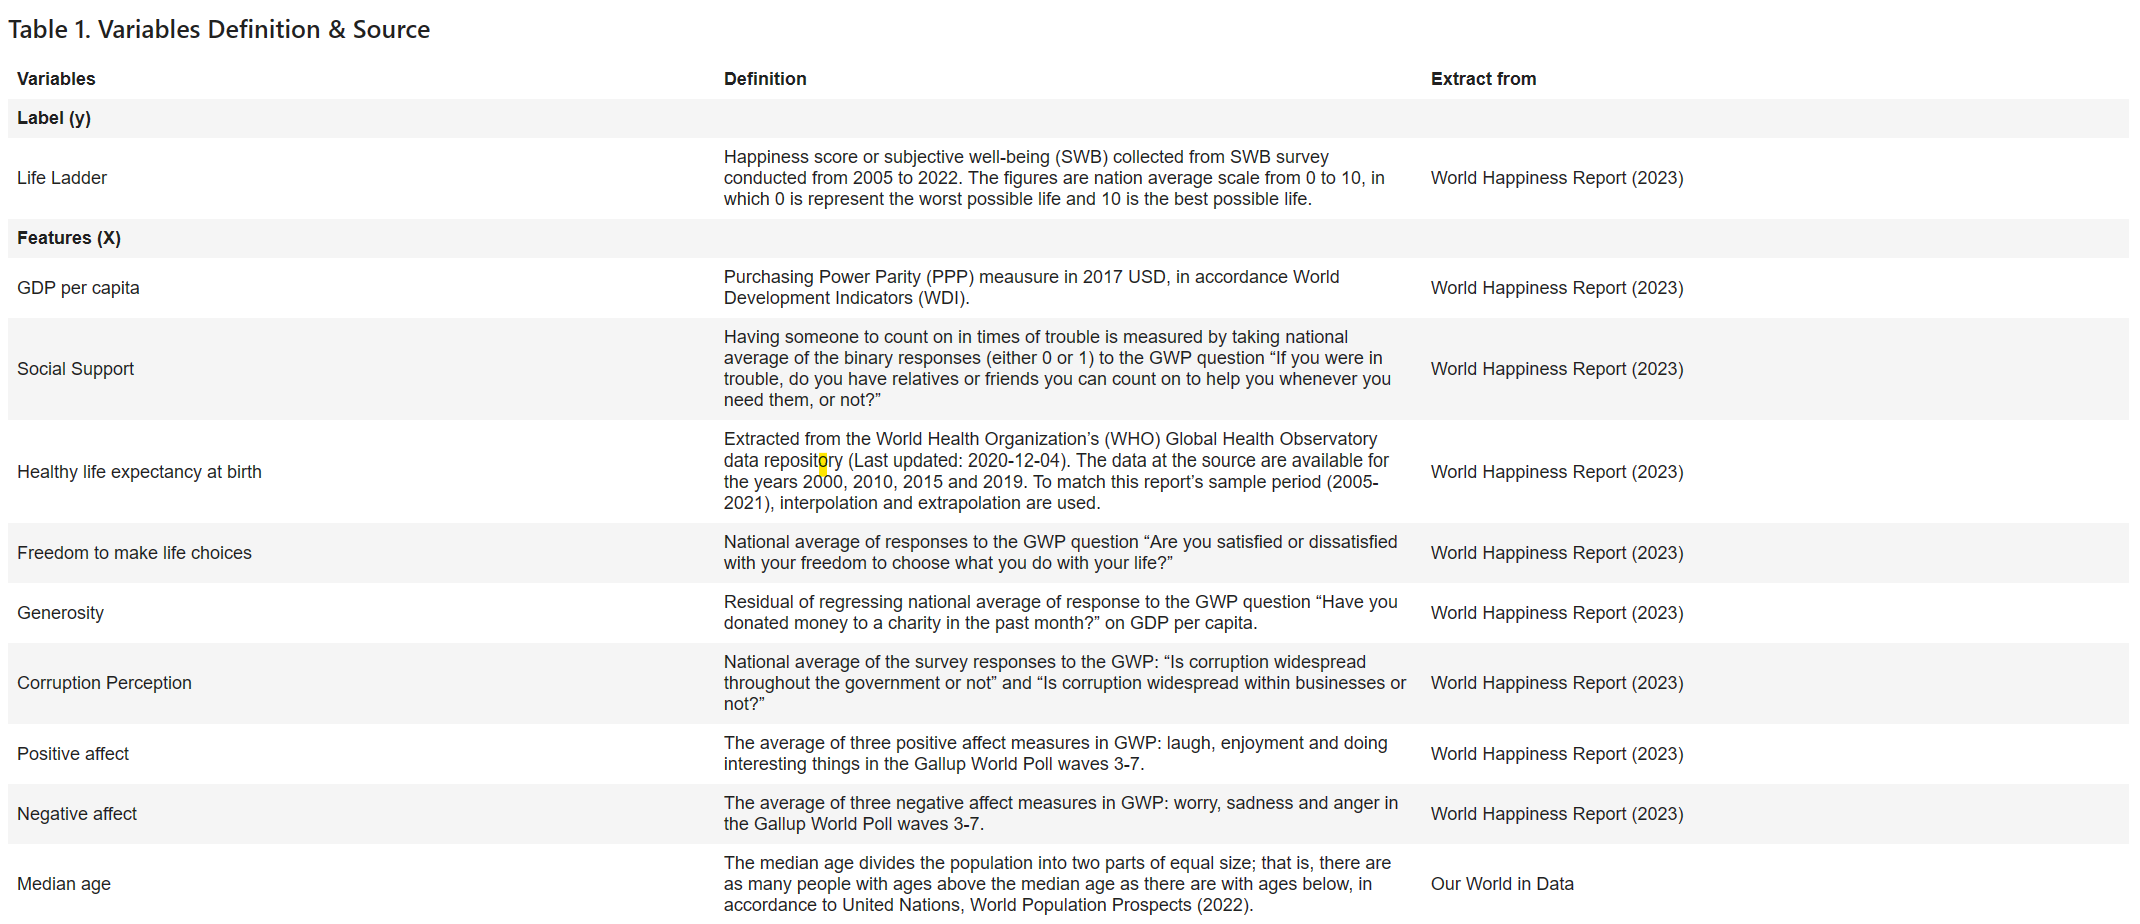 Table 1. Variables Definition & Source
Variables Definition Extract from
Label (y)
Life Ladder
Happiness score or subjective well-being (SWB) collected from SWB survey
conducted from 2005 to 2022. The figures are nation average scale from 0 to 10, in
which 0 is represent the worst possible life and 10 is the best possible life.
World Happiness Report (2023)
Features (X)
GDP per capita
Purchasing Power Parity (PPP) meausure in 2017 USD, in accordance World
Development Indicators (WDI).
World Happiness Report (2023)
Social Support
Having someone to count on in times of trouble is measured by taking national
average of the binary responses (either 0 or 1) to the GWP question “If you were in
trouble, do you have relatives or friends you can count on to help you whenever you
need them, or not?”
World Happiness Report (2023)
Healthy life expectancy at birth
Extracted from the World Health Organization’s (WHO) Global Health Observatory
data repository (Last updated: 2020-12-04). The data at the source are available for
the years 2000, 2010, 2015 and 2019. To match this report’s sample period (2005-
2021), interpolation and extrapolation are used.
World Happiness Report (2023)
Freedom to make life choices
National average of responses to the GWP question “Are you satisfied or dissatisfied
with your freedom to choose what you do with your life?”
World Happiness Report (2023)
Generosity
Residual of regressing national average of response to the GWP question “Have you
donated money to a charity in the past month?” on GDP per capita.
World Happiness Report (2023)
Corruption Perception
National average of the survey responses to the GWP: “Is corruption widespread
throughout the government or not” and “Is corruption widespread within businesses or
not?”
World Happiness Report (2023)
Positive affect
The average of three positive affect measures in GWP: laugh, enjoyment and doing
interesting things in the Gallup World Poll waves 3-7.
World Happiness Report (2023)
Negative affect
The average of three negative affect measures in GWP: worry, sadness and anger in
the Gallup World Poll waves 3-7.
World Happiness Report (2023)
Median age
The median age divides the population into two parts of equal size; that is, there are
as many people with ages above the median age as there are with ages below, in
accordance to United Nations, World Population Prospects (2022).
Our World in Data